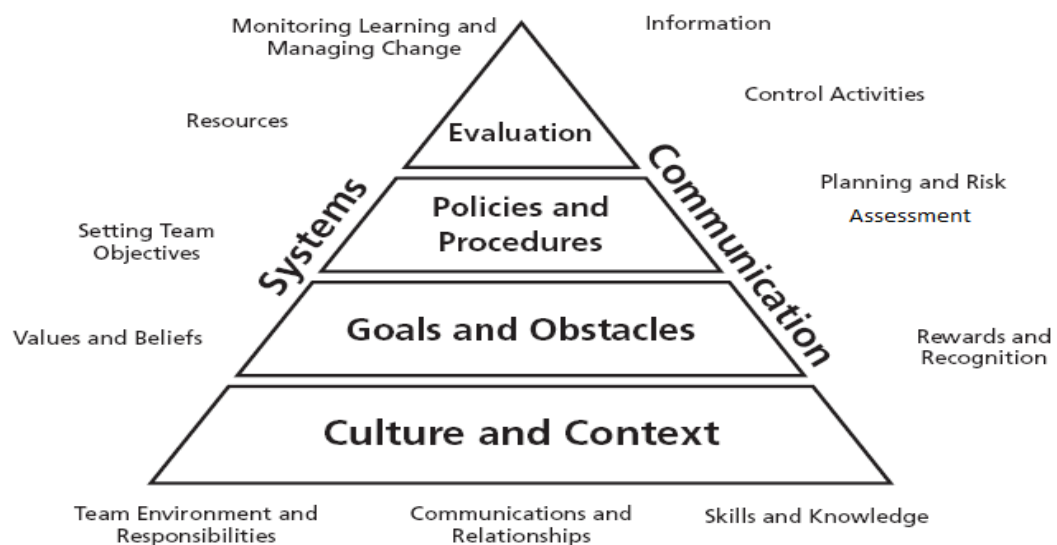 Monitoring Learning and
Managing Change
Information
Control Activities
Resources
Evaluation
Planning and Risk
Assessment
Systems
Communication
Policies and
Procedures
Setting Team
Objectives
Values and Beliefs
Goals and Obstacles
Rewards and
Recognition
Culture and Context
Team Environment and
Responsibilities
Communications and
Relationships
Skills and Knowledge